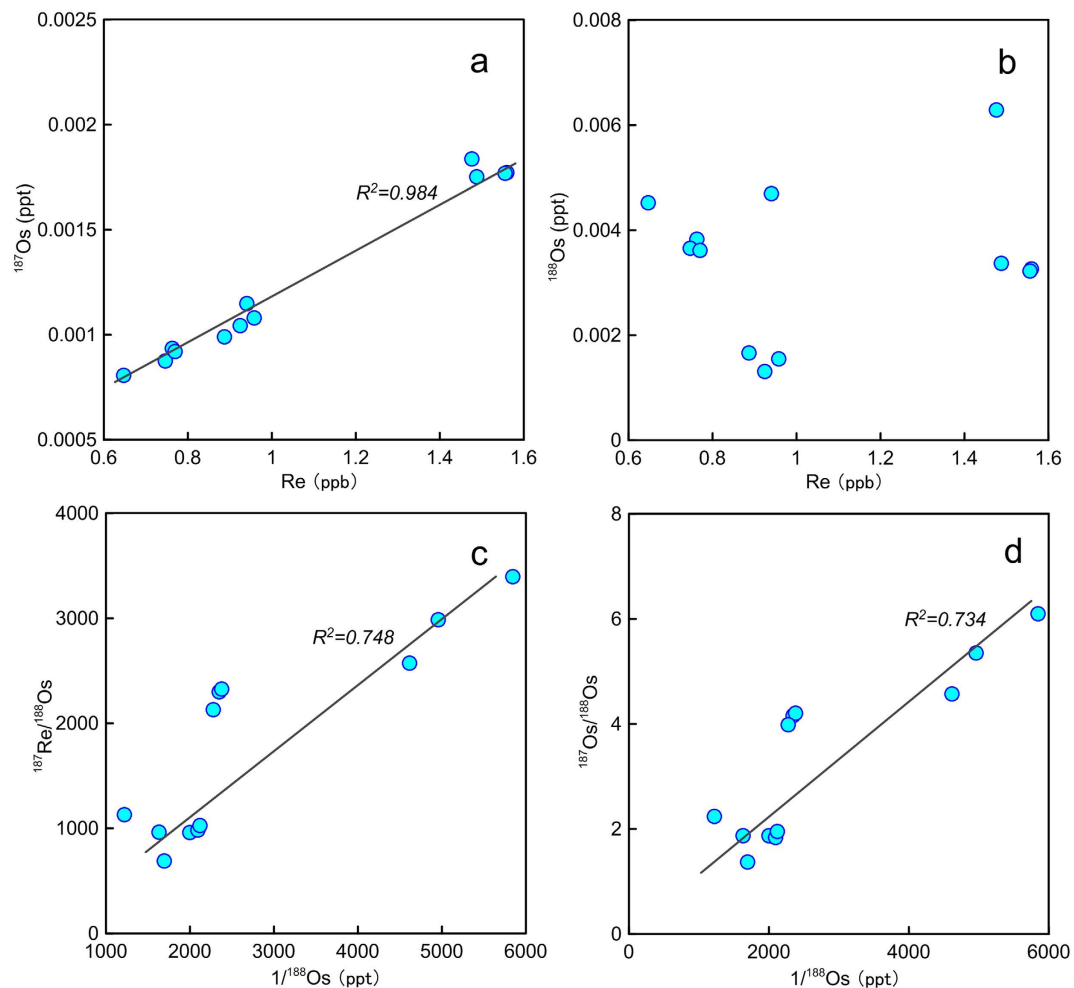 a
R²=0.984
¹⁸⁷Os (ppt)
0.0025
0.002
0.0015
0.001
0.0005
0.6 0.8 1 1.2 1.4 1.6
Re (ppb)
b
¹⁸⁸Os (ppt)
0.008
0.006
0.004
0.002
0
0.6 0.8 1 1.2 1.4 1.6
Re (ppb)
c
R²=0.748
¹⁸⁷Re/¹⁸⁸Os
4000
3000
2000
1000
0
1000 2000 3000 4000 5000 6000
1/¹⁸⁸Os (ppt)
d
R²=0.734
¹⁸⁷Os/¹⁸⁸Os
8
6
4
2
0
0 2000 4000 6000
1/¹⁸⁸Os (ppt)